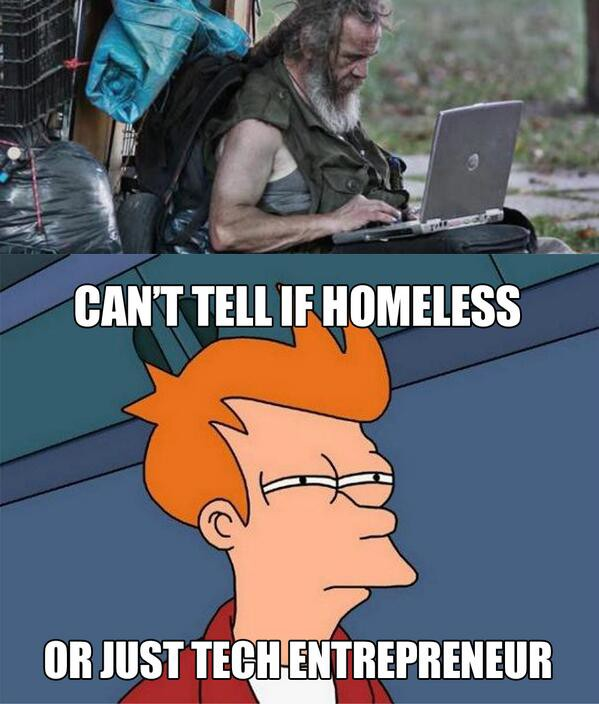 CAN'T TELL IF HOMELESS
OR JUST TECH ENTREPRENEUR